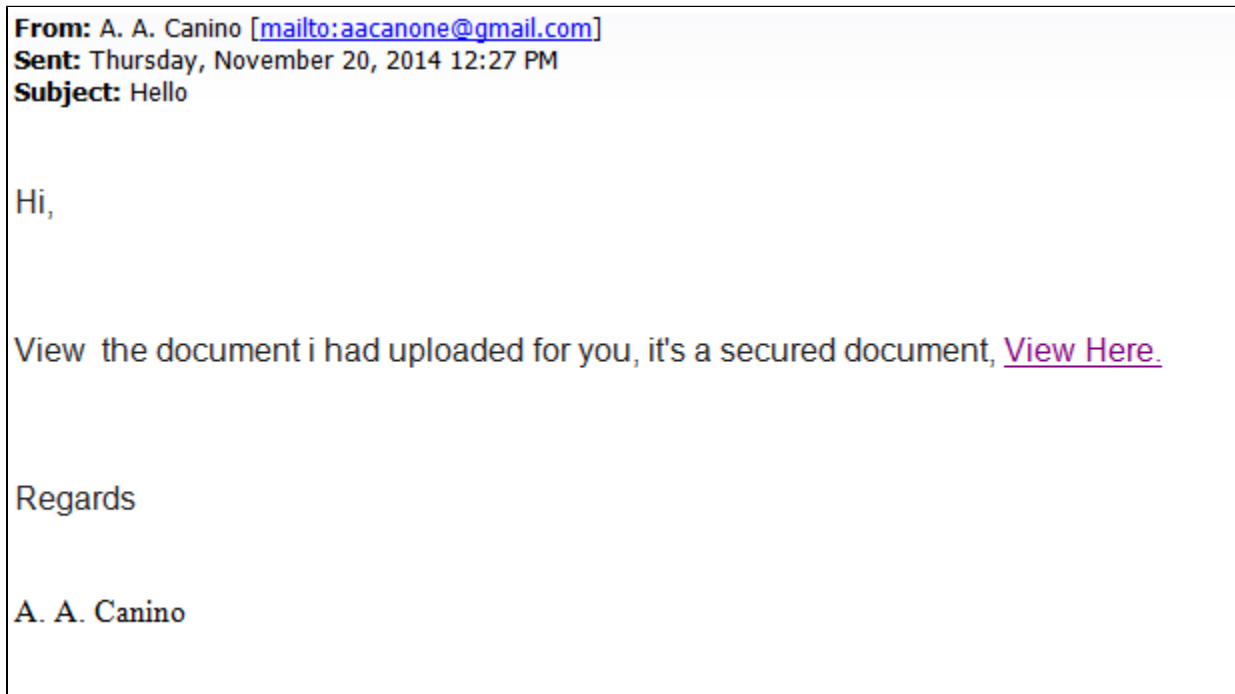 From: A. A. Canino [mailto:aacanone@gmail.com]
Sent: Thursday, November 20, 2014 12:27 PM
Subject: Hello
Hi,
View  the document i had uploaded for you, it's a secured document, View Here.
Regards
A. A. Canino